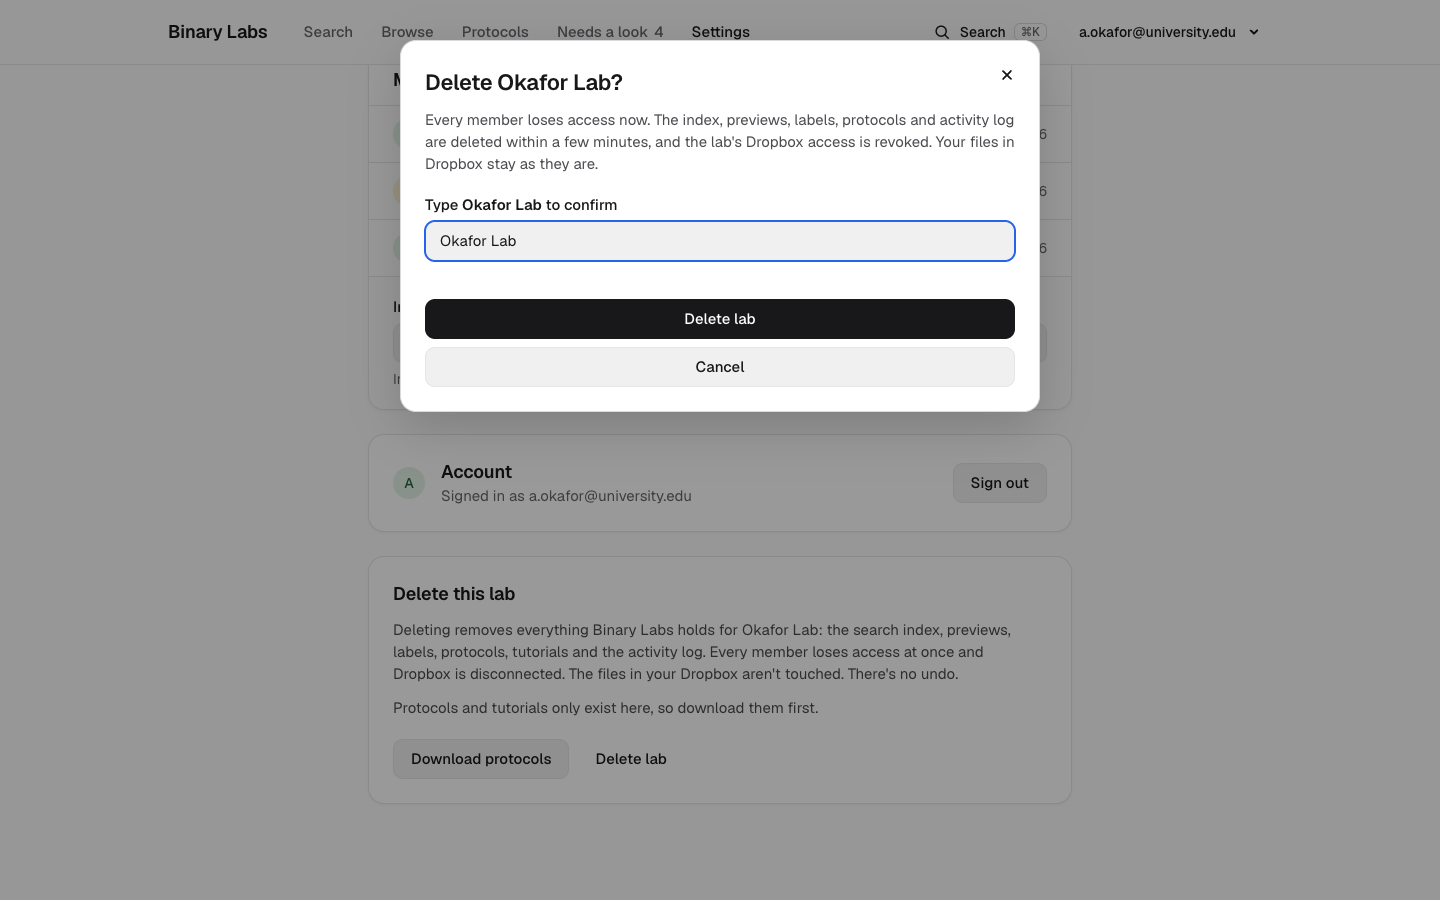 Binary Labs Search Browse Protocols Needs a look 4 Settings Search ⌘K a.okafor@university.edu
Delete Okafor Lab?
Every member loses access now. The index, previews, labels, protocols and activity log
are deleted within a few minutes, and the lab's Dropbox access is revoked. Your files in
Dropbox stay as they are.
Type Okafor Lab to confirm
Okafor Lab
Delete lab
Cancel
A
Account
Signed in as a.okafor@university.edu
Sign out
Delete this lab
Deleting removes everything Binary Labs holds for Okafor Lab: the search index, previews,
labels, protocols, tutorials and the activity log. Every member loses access at once and
Dropbox is disconnected. The files in your Dropbox aren't touched. There's no undo.
Protocols and tutorials only exist here, so download them first.
Download protocols Delete lab